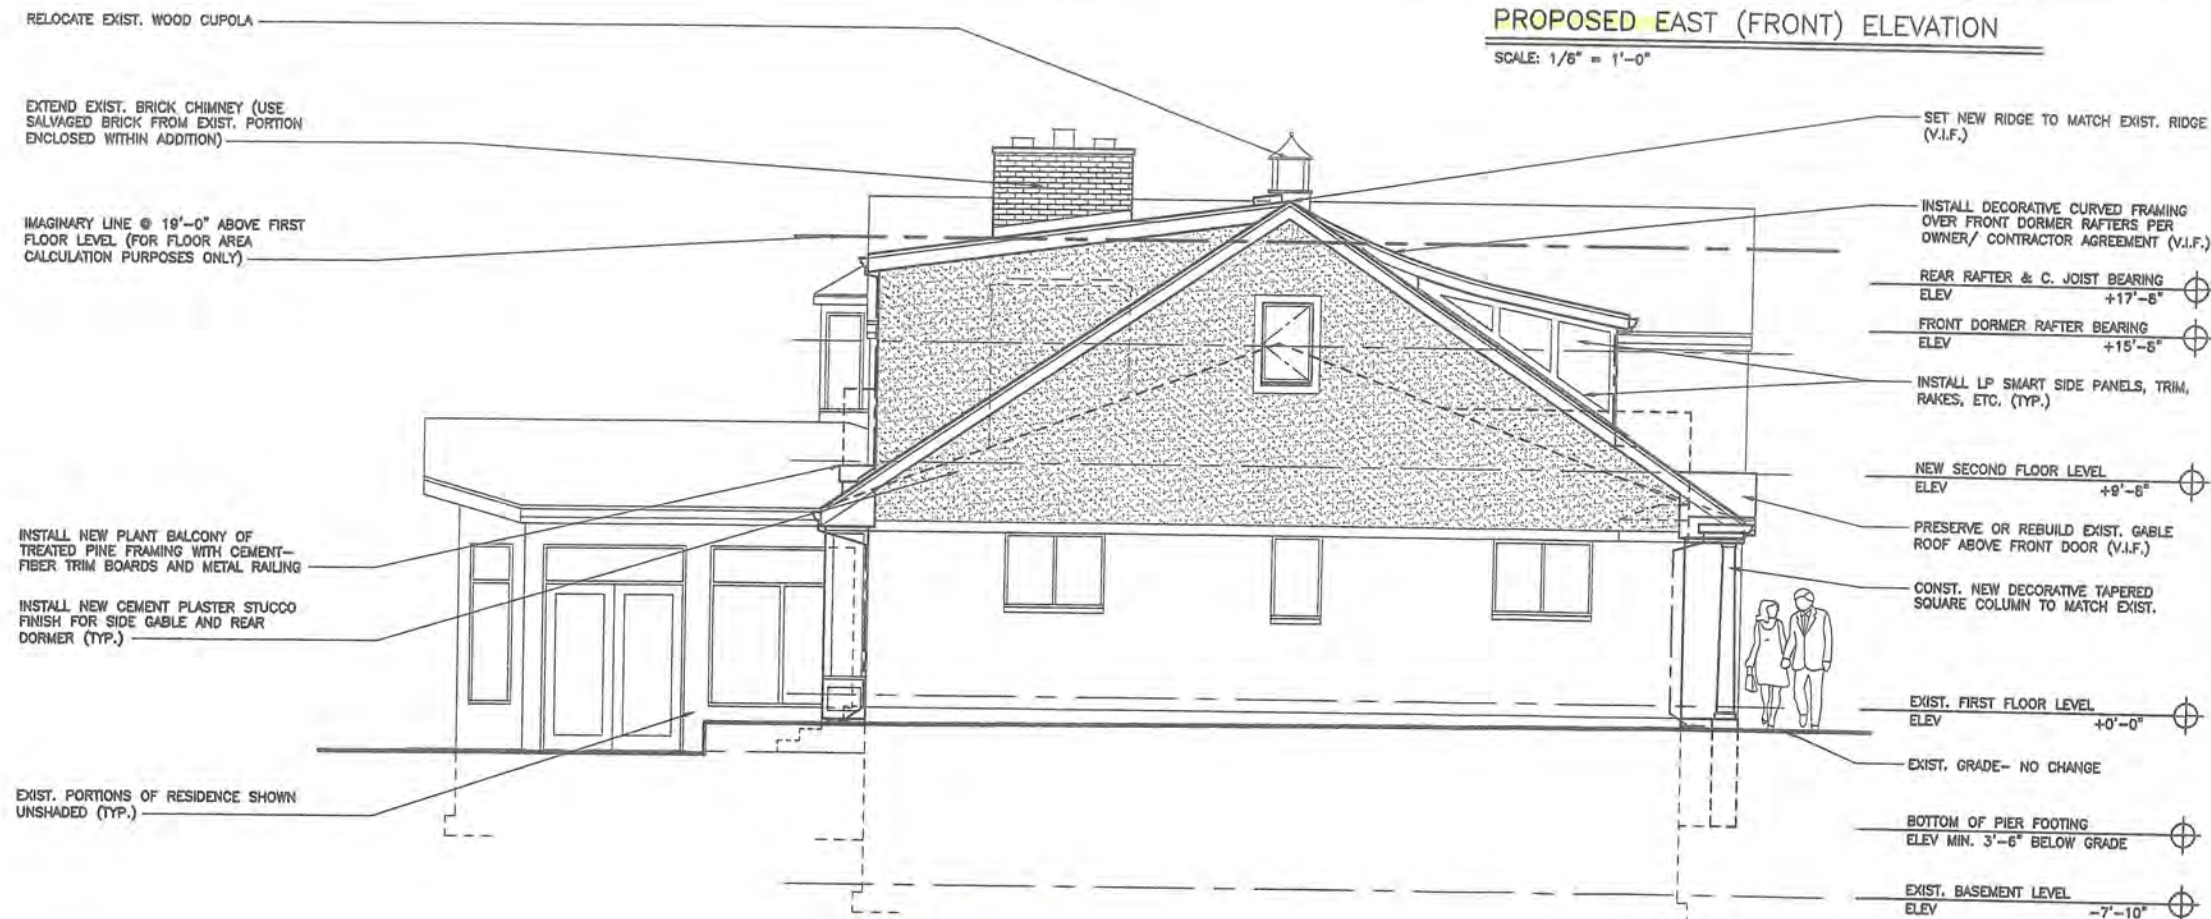 PROPOSED EAST (FRONT) ELEVATION
SCALE: 1/8" = 1'-0"
RELOCATE EXIST. WOOD CUPOLA
EXTEND EXIST. BRICK CHIMNEY (USE
SALVAGED BRICK FROM EXIST. PORTION
ENCLOSED WITHIN ADDITION)
IMAGINARY LINE @ 19'-0" ABOVE FIRST
FLOOR LEVEL (FOR FLOOR AREA
CALCULATION PURPOSES ONLY)
INSTALL NEW PLANT BALCONY OF
TREATED PINE FRAMING WITH CEMENT-
FIBER TRIM BOARDS AND METAL RAILING
INSTALL NEW CEMENT PLASTER STUCCO
FINISH FOR SIDE GABLE AND REAR
DORMER (TYP.)
EXIST. PORTIONS OF RESIDENCE SHOWN
UNSHADED (TYP.)
SET NEW RIDGE TO MATCH EXIST. RIDGE
(V.I.F.)
INSTALL DECORATIVE CURVED FRAMING
OVER FRONT DORMER RAFTERS PER
OWNER/ CONTRACTOR AGREEMENT (V.I.F.)
REAR RAFTER & C. JOIST BEARING
ELEV
FRONT DORMER RAFTER BEARING
ELEV
INSTALL LP SMART SIDE PANELS, TRIM,
RAKES, ETC. (TYP.)
NEW SECOND FLOOR LEVEL
ELEV
PRESERVE OR REBUILD EXIST. GABLE
ROOF ABOVE FRONT DOOR (V.I.F.)
CONST. NEW DECORATIVE TAPERED
SQUARE COLUMN TO MATCH EXIST.
EXIST. FIRST FLOOR LEVEL
ELEV +0'-0"
EXIST. GRADE- NO CHANGE
BOTTOM OF PIER FOOTING
ELEV MIN. 3'-6" BELOW GRADE
EXIST. BASEMENT LEVEL
ELEV -7'-10"